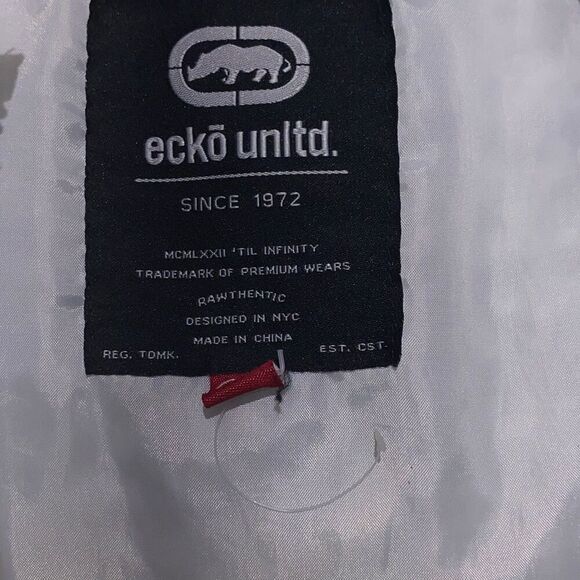 eckō unltd.
SINCE 1972
MCMLXXII 'TIL INFINITY
TRADEMARK OF PREMIUM WEARS
RAWTHENTIC
DESIGNED IN NYC
MADE IN CHINA
REG. TDMK. EST. CST.